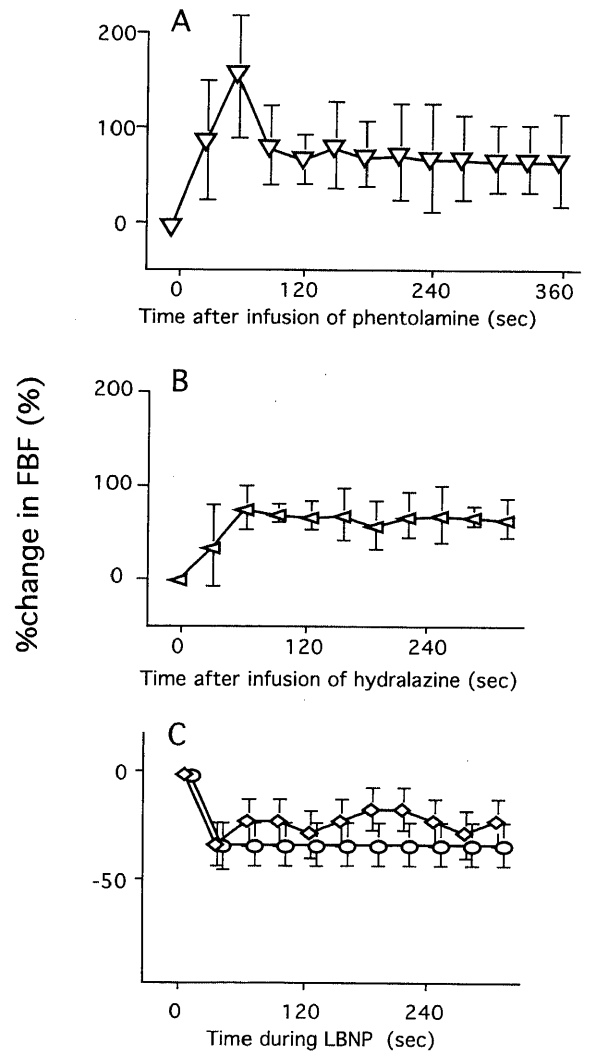 A
200
100
0
0 120 240 360
Time after infusion of phentolamine (sec)
%change in FBF (%)
B
200
100
0
0 120 240
Time after infusion of hydralazine (sec)
C
0
-50
0 120 240
Time during LBNP (sec)